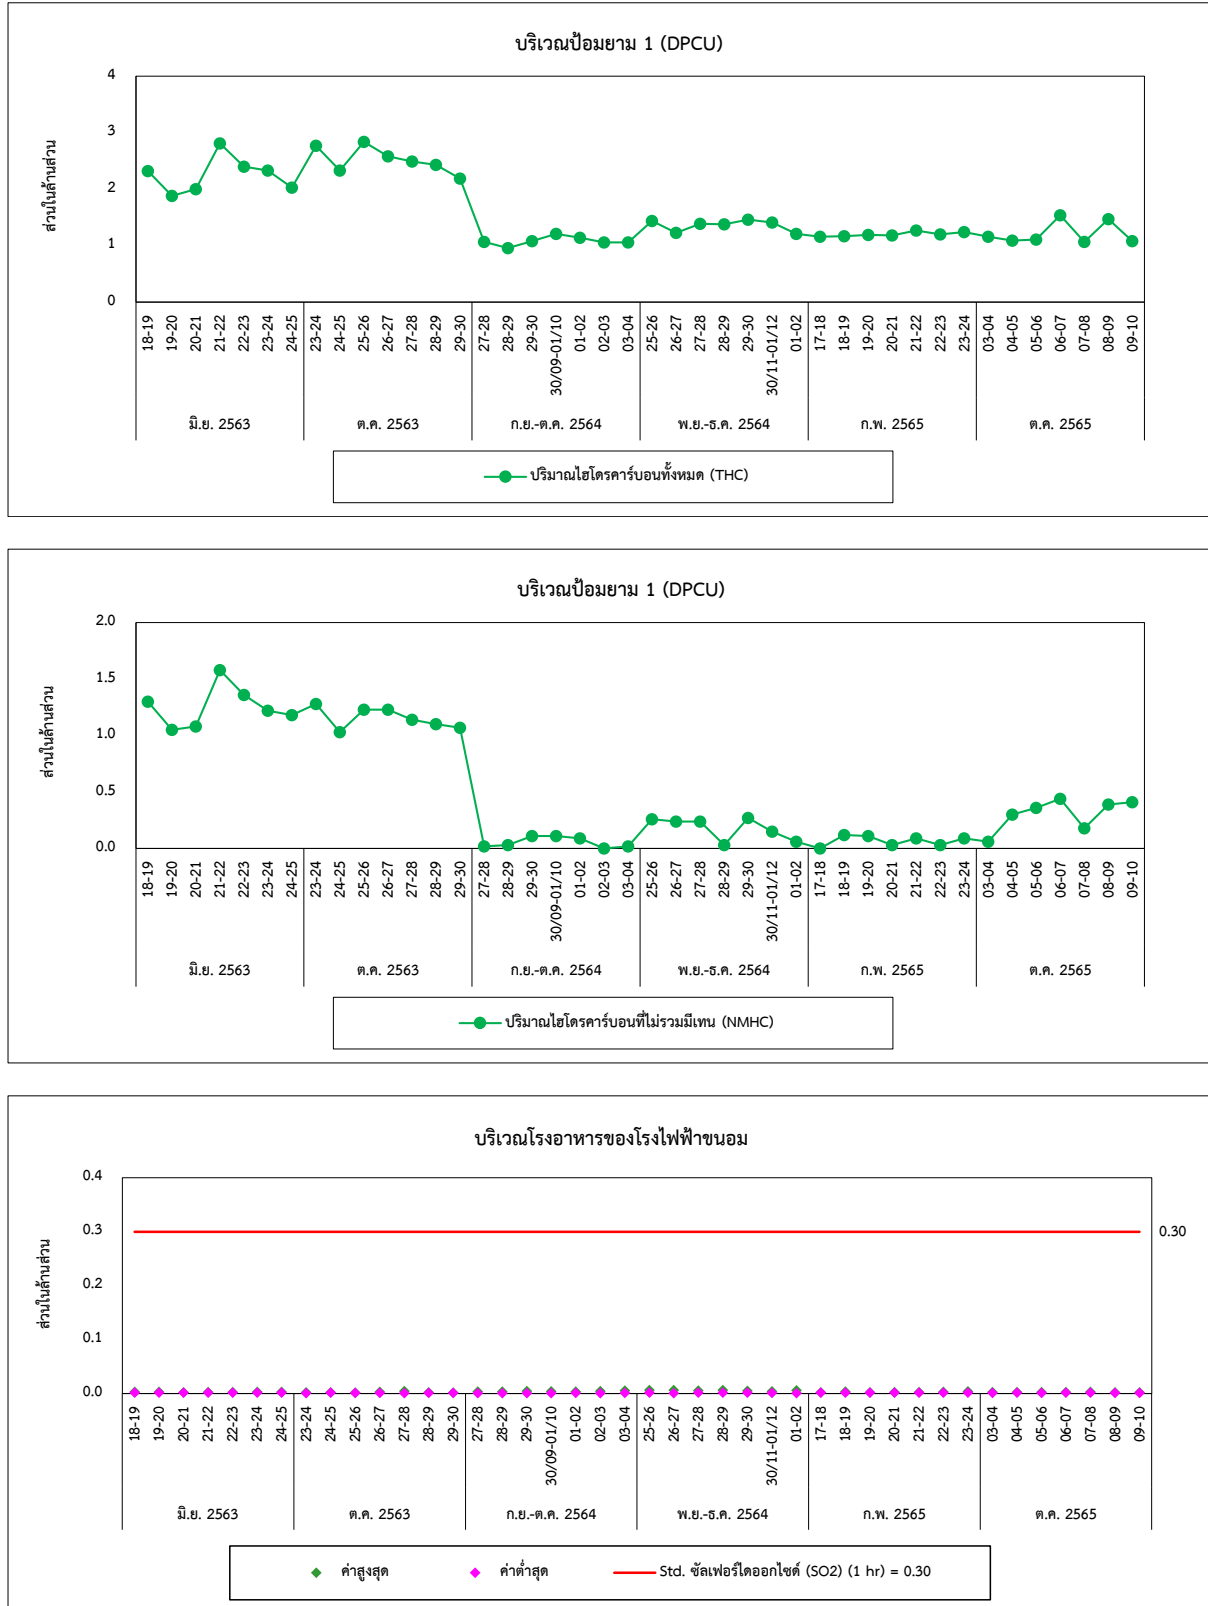 บริเวณป้อมยาม 1 (DPCU)
ส่วนในล้านส่วน
4
3
2
1
0
18-19 19-20 20-21 21-22 22-23 23-24 24-25 23-24 24-25 25-26 26-27 27-28 28-29 29-30 27-28 28-29 29-30 30/09-01/10 01-02 02-03 03-04 25-26 26-27 27-28 28-29 29-30 30/11-01/12 01-02 17-18 18-19 19-20 20-21 21-22 22-23 23-24 03-04 04-05 05-06 06-07 07-08 08-09 09-10
มิ.ย. 2563 ต.ค. 2563 ก.ย.-ต.ค. 2564 พ.ย.-ธ.ค. 2564 ก.พ. 2565 ต.ค. 2565
ปริมาณไฮโดรคาร์บอนทั้งหมด (THC)
บริเวณป้อมยาม 1 (DPCU)
ส่วนในล้านส่วน
2.0
1.5
1.0
0.5
0.0
18-19 19-20 20-21 21-22 22-23 23-24 24-25 23-24 24-25 25-26 26-27 27-28 28-29 29-30 27-28 28-29 29-30 30/09-01/10 01-02 02-03 03-04 25-26 26-27 27-28 28-29 29-30 30/11-01/12 01-02 17-18 18-19 19-20 20-21 21-22 22-23 23-24 03-04 04-05 05-06 06-07 07-08 08-09 09-10
มิ.ย. 2563 ต.ค. 2563 ก.ย.-ต.ค. 2564 พ.ย.-ธ.ค. 2564 ก.พ. 2565 ต.ค. 2565
ปริมาณไฮโดรคาร์บอนที่ไม่รวมมีเทน (NMHC)
บริเวณโรงอาหารของโรงไฟฟ้าขนอม
ส่วนในล้านส่วน
0.4
0.3
0.30
0.2
0.1
0.0
18-19 19-20 20-21 21-22 22-23 23-24 24-25 23-24 24-25 25-26 26-27 27-28 28-29 29-30 27-28 28-29 29-30 30/09-01/10 01-02 02-03 03-04 25-26 26-27 27-28 28-29 29-30 30/11-01/12 01-02 17-18 18-19 19-20 20-21 21-22 22-23 23-24 03-04 04-05 05-06 06-07 07-08 08-09 09-10
มิ.ย. 2563 ต.ค. 2563 ก.ย.-ต.ค. 2564 พ.ย.-ธ.ค. 2564 ก.พ. 2565 ต.ค. 2565
ค่าสูงสุด ค่าต่ำสุด Std. ซัลเฟอร์ไดออกไซด์ (SO2) (1 hr) = 0.30